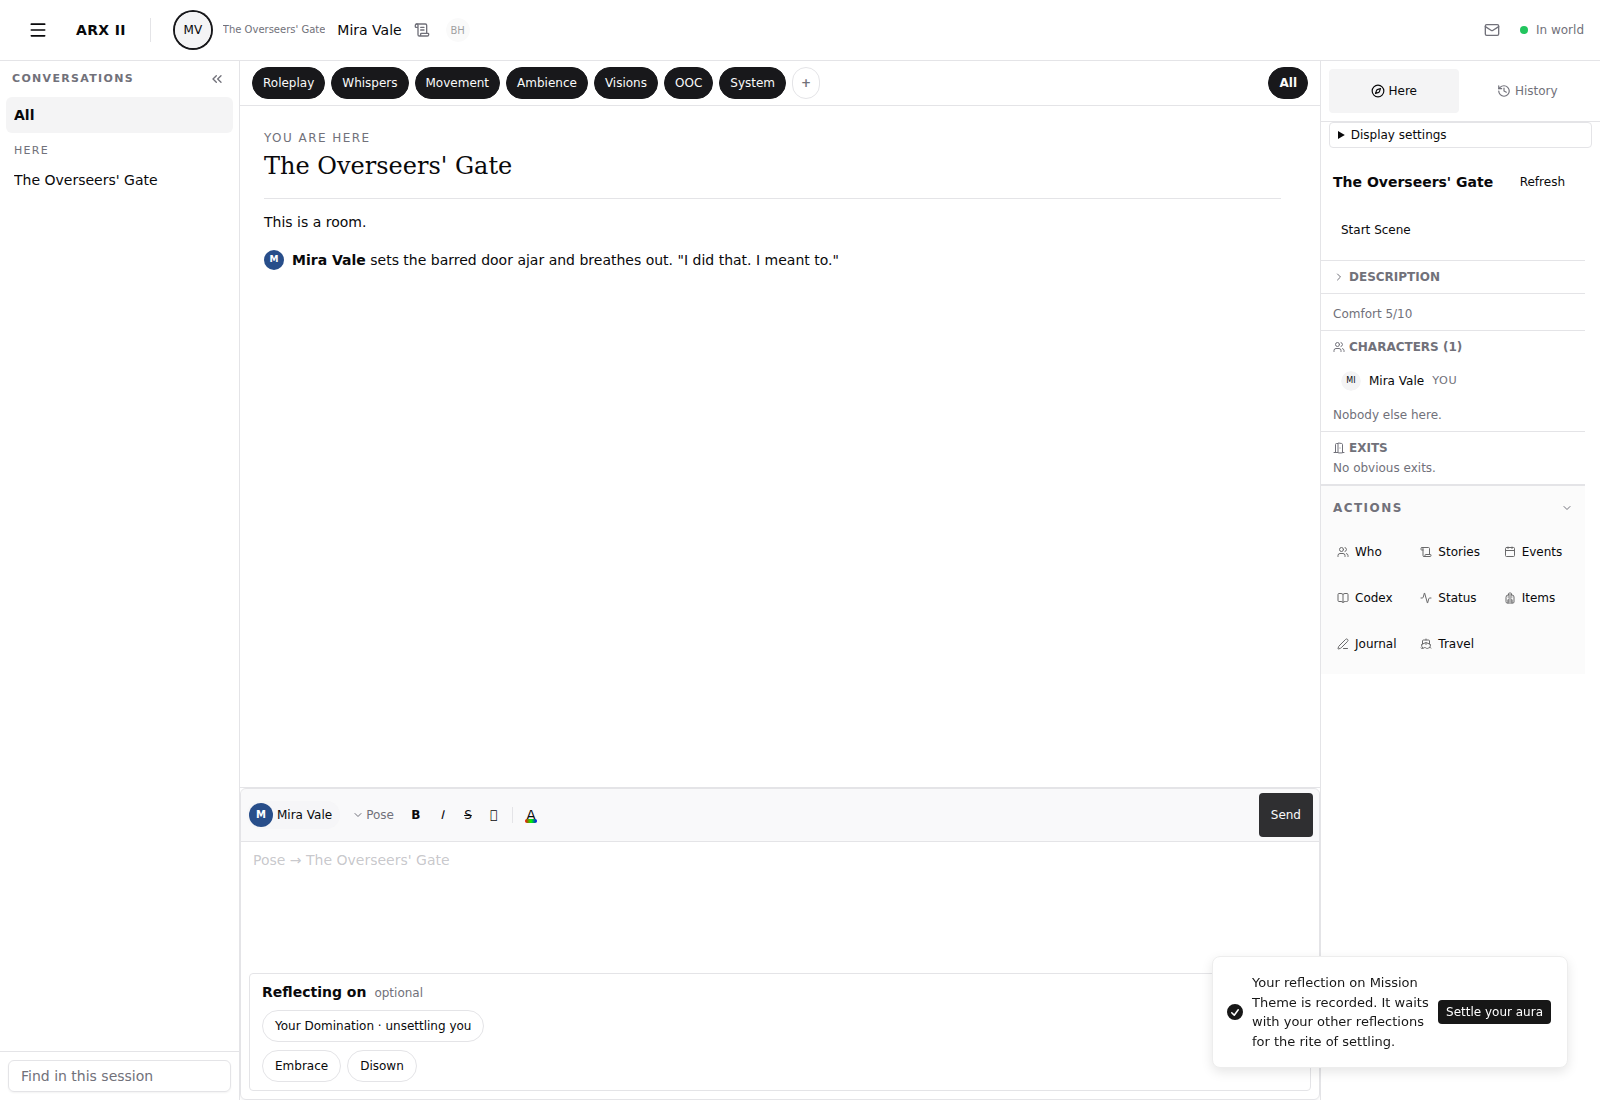 ARX II
MV
The Overseers' Gate
Mira Vale
BH
In world
CONVERSATIONS
All
HERE
The Overseers' Gate
Find in this session
Roleplay
Whispers
Movement
Ambience
Visions
OOC
System
+
All
YOU ARE HERE
The Overseers' Gate
This is a room.
M
Mira Vale sets the barred door ajar and breathes out. "I did that. I meant to."
M
Mira Vale
Pose
B
I
S
A
Send
Pose → The Overseers' Gate
Reflecting on optional
Your Domination · unsettling you
Embrace
Disown
Here
History
Display settings
The Overseers' Gate
Refresh
Start Scene
DESCRIPTION
Comfort 5/10
CHARACTERS (1)
MI
Mira Vale YOU
Nobody else here.
EXITS
No obvious exits.
ACTIONS
Who
Stories
Events
Codex
Status
Items
Journal
Travel
Your reflection on Mission
Theme is recorded. It waits
with your other reflections
for the rite of settling.
Settle your aura